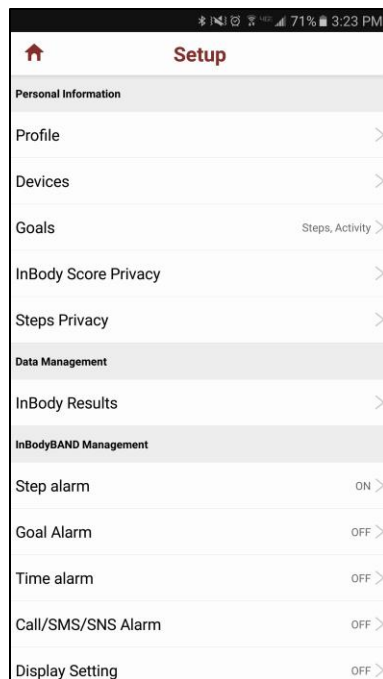 71% 3:23 PM
Setup
Personal Information
Profile
Devices
Goals Steps, Activity
InBody Score Privacy
Steps Privacy
Data Management
InBody Results
InBodyBAND Management
Step alarm ON
Goal Alarm OFF
Time alarm OFF
Call/SMS/SNS Alarm OFF
Display Setting OFF